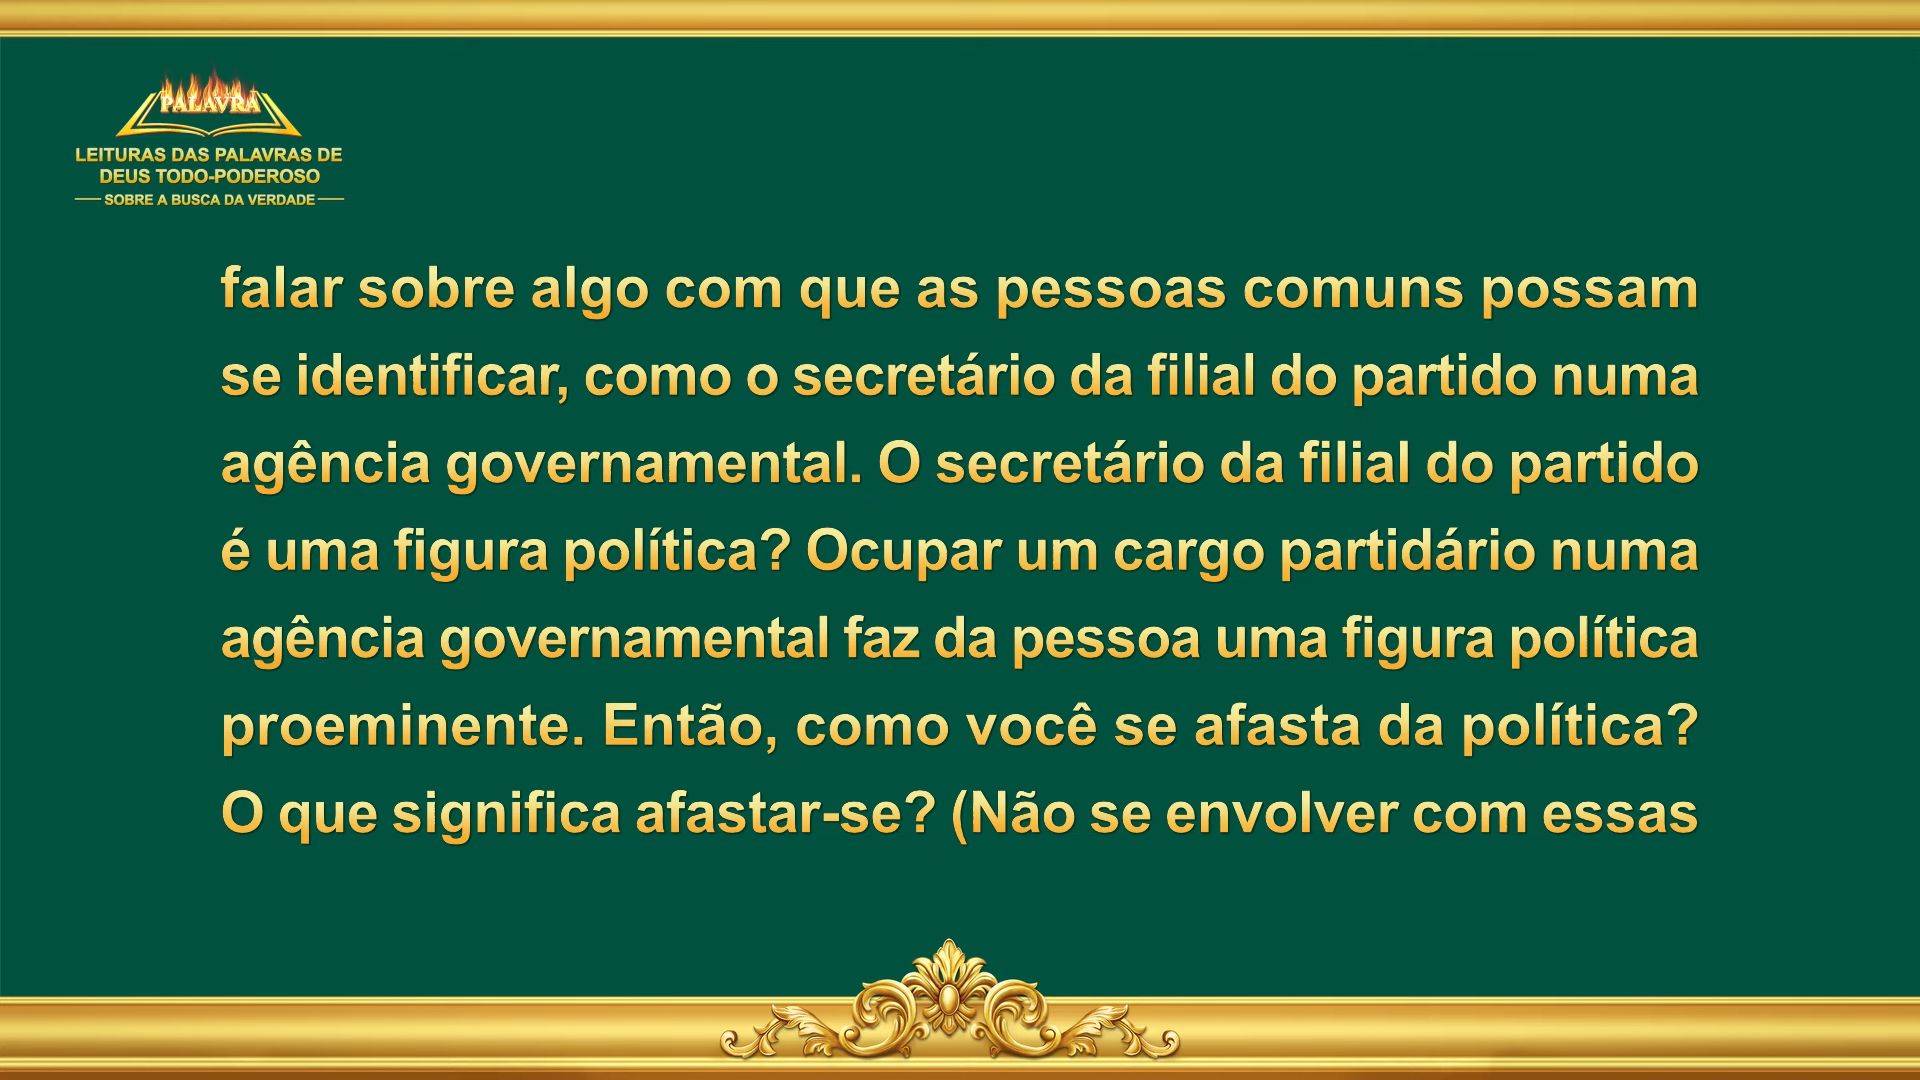 PALAVRA
LEITURAS DAS PALAVRAS DE
DEUS TODO-PODEROSO
SOBRE A BUSCA DA VERDADE
falar sobre algo com que as pessoas comuns possam
se identificar, como o secretário da filial do partido numa
agência governamental. O secretário da filial do partido
é uma figura política? Ocupar um cargo partidário numa
agência governamental faz da pessoa uma figura política
proeminente. Então, como você se afasta da política?
O que significa afastar-se? (Não se envolver com essas